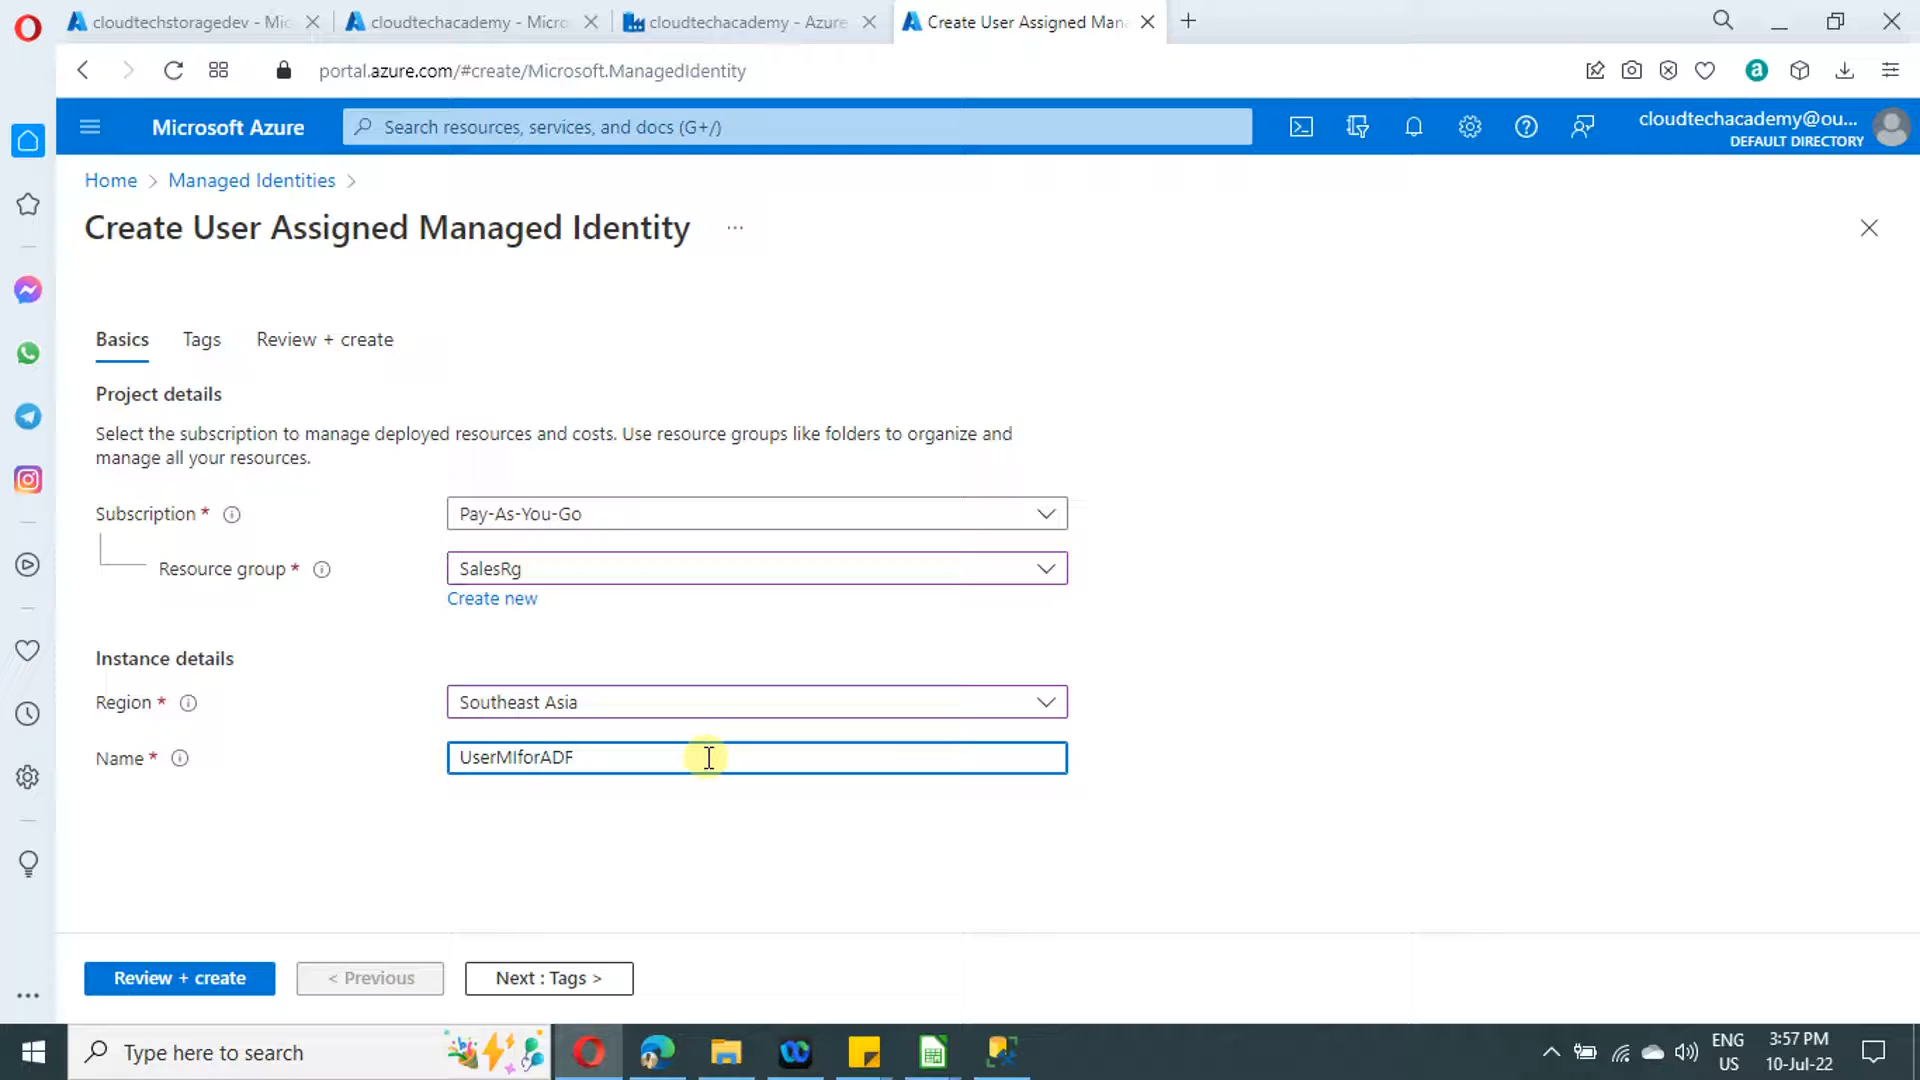 cloudtechstoragedev - Mic
cloudtechacademy - Micro
cloudtechacademy - Azure
Create User Assigned Mana
portal.azure.com/#create/Microsoft.ManagedIdentity
a
Microsoft Azure
Search resources, services, and docs (G+/)
cloudtechacademy@ou...
DEFAULT DIRECTORY
Home > Managed Identities >
Create User Assigned Managed Identity ...
Basics Tags Review + create
Project details
Select the subscription to manage deployed resources and costs. Use resource groups like folders to organize and
manage all your resources.
Subscription * Pay-As-You-Go
Resource group * SalesRg
Create new
Instance details
Region * Southeast Asia
Name * UserMIforADF
Review + create < Previous Next : Tags >
Type here to search
ENG
US
3:57 PM
10-Jul-22